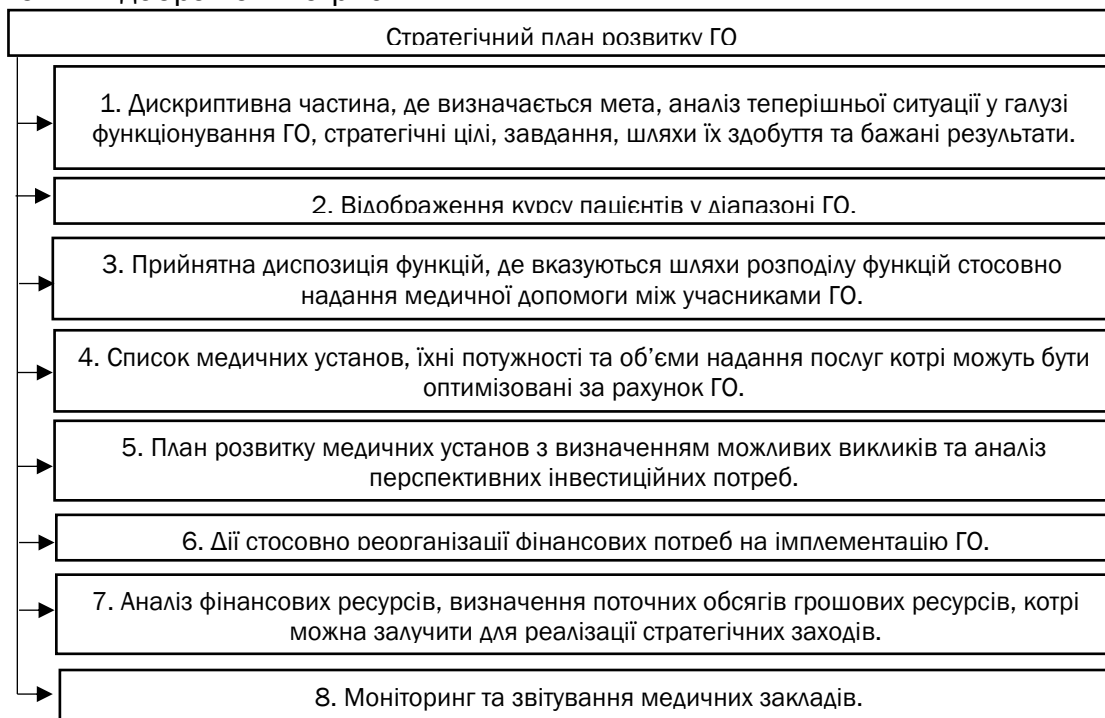 Стратегічний план розвитку ГО
1. Дискриптивна частина, де визначається мета, аналіз теперішньої ситуації у галузі
функціонування ГО, стратегічні цілі, завдання, шляхи їх здобуття та бажані результати.
2. Відображення курсу пацієнтів у діапазоні ГО.
3. Прийнятна диспозиція функцій, де вказуються шляхи розподілу функцій стосовно
надання медичної допомоги між учасниками ГО.
4. Список медичних установ, їхні потужності та об’єми надання послуг котрі можуть бути
оптимізовані за рахунок ГО.
5. План розвитку медичних установ з визначенням можливих викликів та аналіз
перспективних інвестиційних потреб.
6. Дії стосовно реорганізації фінансових потреб на імплементацію ГО.
7. Аналіз фінансових ресурсів, визначення поточних обсягів грошових ресурсів, котрі
можна залучити для реалізації стратегічних заходів.
8. Моніторинг та звітування медичних закладів.